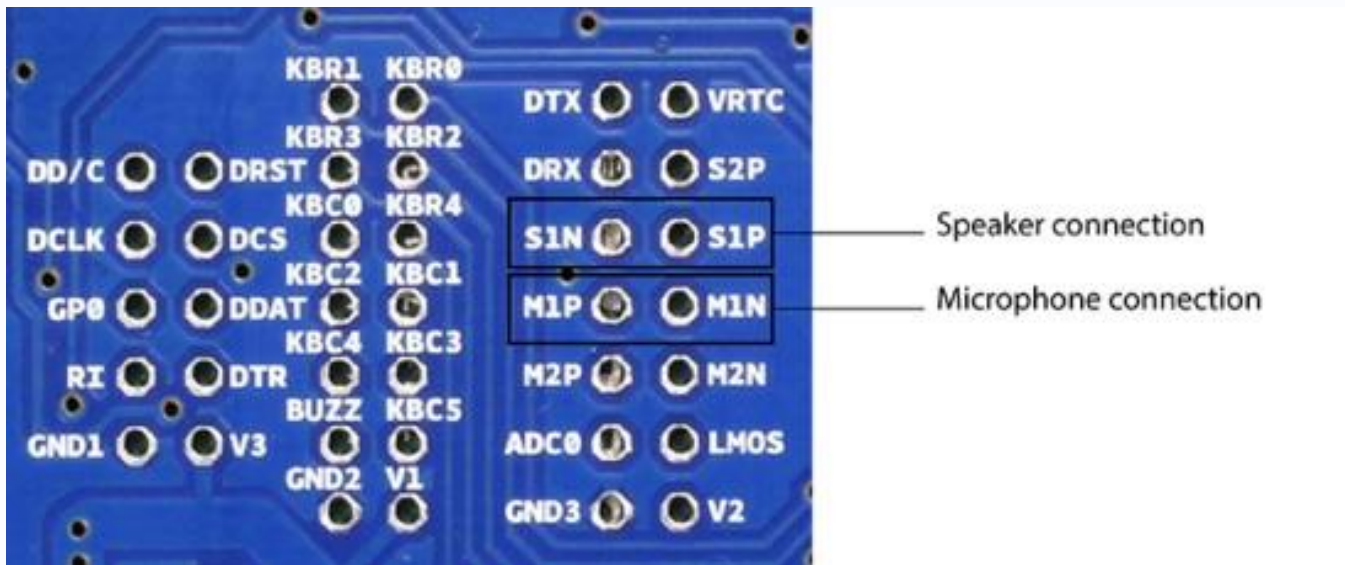 KBR1 KBR0
DTX VRTC
KBR3 KBR2
DD/C DRST DRX S2P
KBC0 KBR4
DCLK DCS S1N S1P Speaker connection
KBC2 KBC1
GP0 DDAT M1P M1N Microphone connection
KBC4 KBC3
RI DTR M2P M2N
BUZZ KBC5
GND1 V3 ADC0 LMOS
GND2 V1
GND3 V2